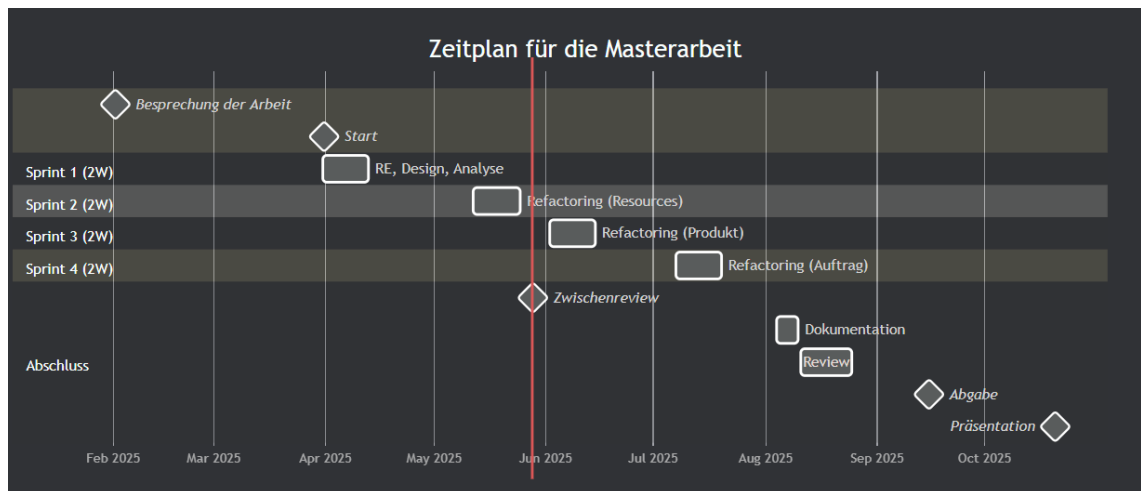 Zeitplan für die Masterarbeit
Besprechung der Arbeit
Start
Sprint 1 (2W)
RE, Design, Analyse
Sprint 2 (2W)
Refactoring (Resources)
Sprint 3 (2W)
Refactoring (Produkt)
Sprint 4 (2W)
Refactoring (Auftrag)
Zwischenreview
Dokumentation
Abschluss
Review
Abgabe
Präsentation
Feb 2025
Mar 2025
Apr 2025
May 2025
Jun 2025
Jul 2025
Aug 2025
Sep 2025
Oct 2025